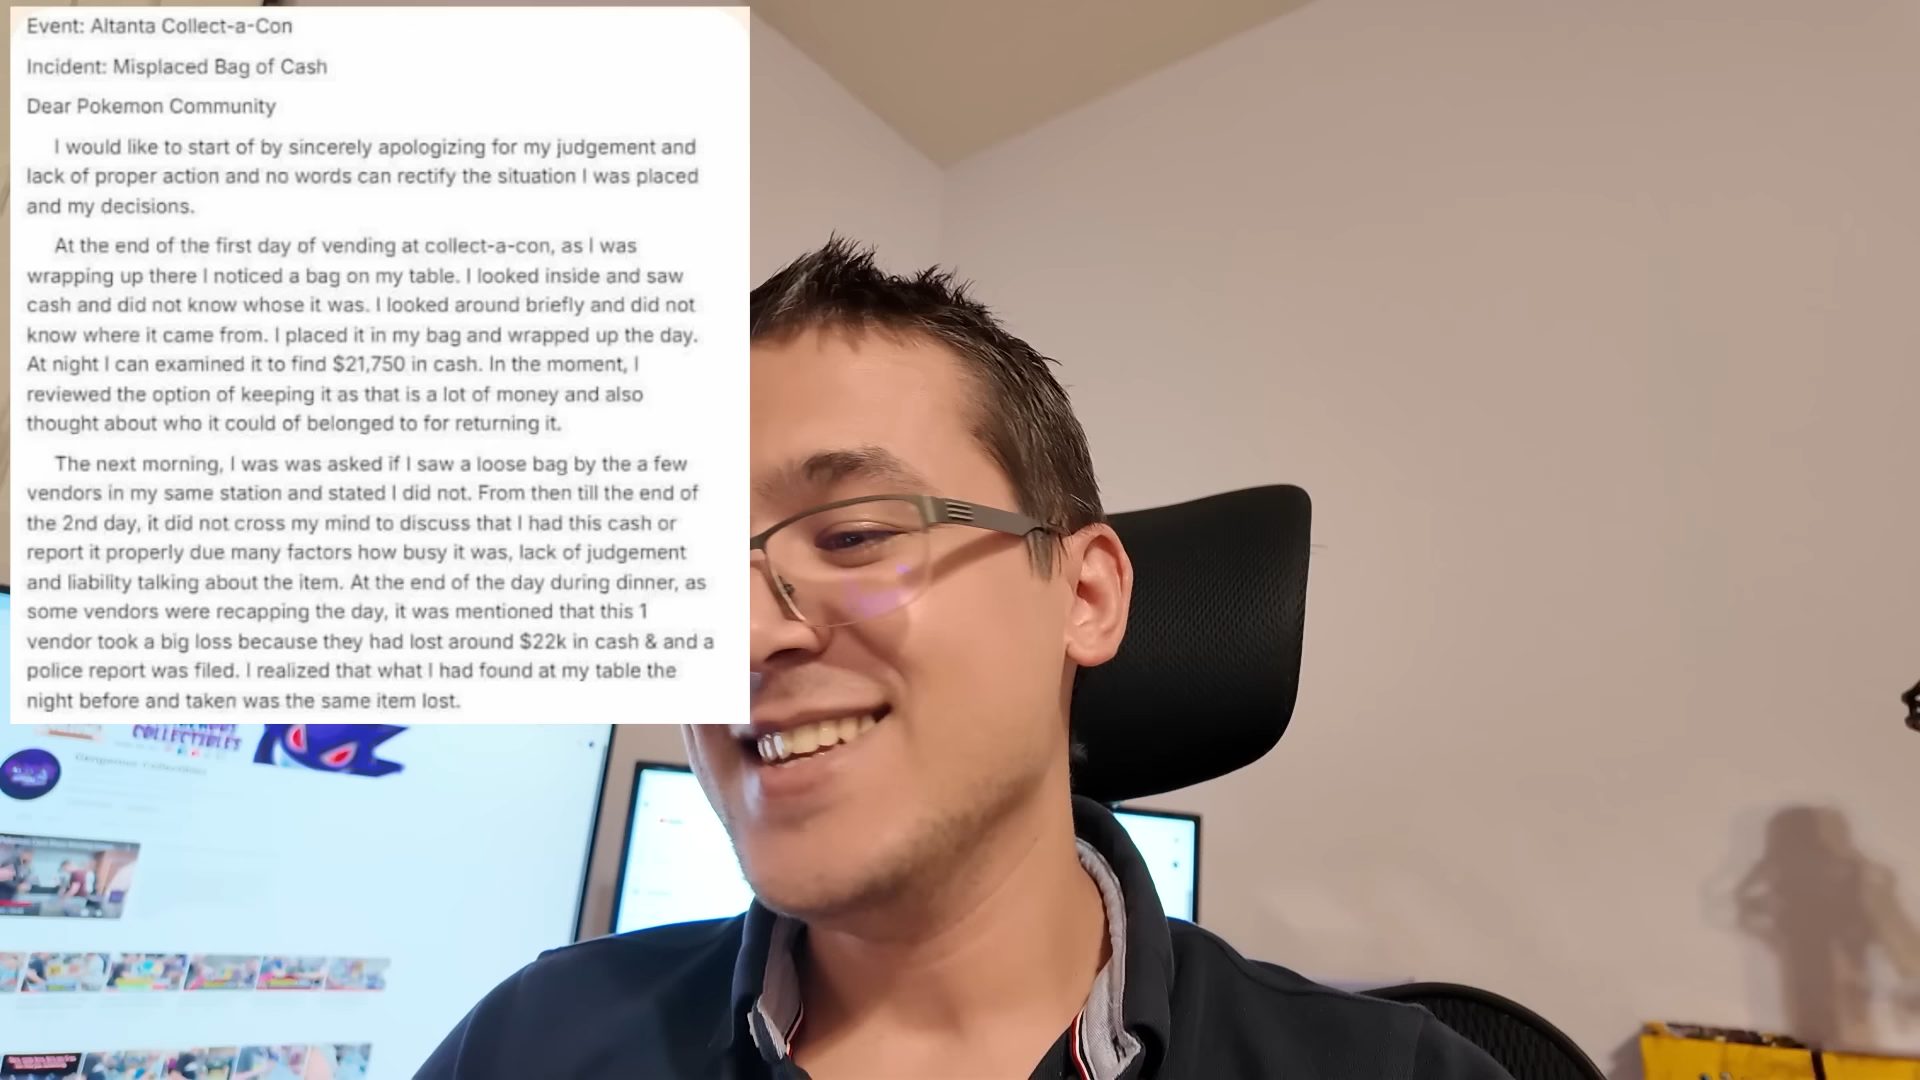 Event: Altanta Collect-a-Con
Incident: Misplaced Bag of Cash
Dear Pokemon Community
I would like to start of by sincerely apologizing for my judgement and
lack of proper action and no words can rectify the situation I was placed
and my decisions.
At the end of the first day of vending at collect-a-con, as I was
wrapping up there I noticed a bag on my table. I looked inside and saw
cash and did not know whose it was. I looked around briefly and did not
know where it came from. I placed it in my bag and wrapped up the day.
At night I can examined it to find $21,750 in cash. In the moment, I
reviewed the option of keeping it as that is a lot of money and also
thought about who it could of belonged to for returning it.
The next morning, I was was asked if I saw a loose bag by the a few
vendors in my same station and stated I did not. From then till the end of
the 2nd day, it did not cross my mind to discuss that I had this cash or
report it properly due many factors how busy it was, lack of judgement
and liability talking about the item. At the end of the day during dinner, as
some vendors were recapping the day, it was mentioned that this 1
vendor took a big loss because they had lost around $22k in cash & and a
police report was filed. I realized that what I had found at my table the
night before and taken was the same item lost.
COLLECTIBLES